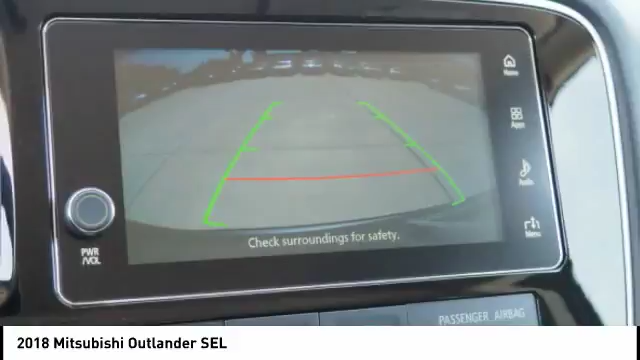 Home
Apps
Audio
Menu
PWR
/VOL
Check surroundings for safety.
PASSENGER AIRBAG
2018 Mitsubishi Outlander SEL